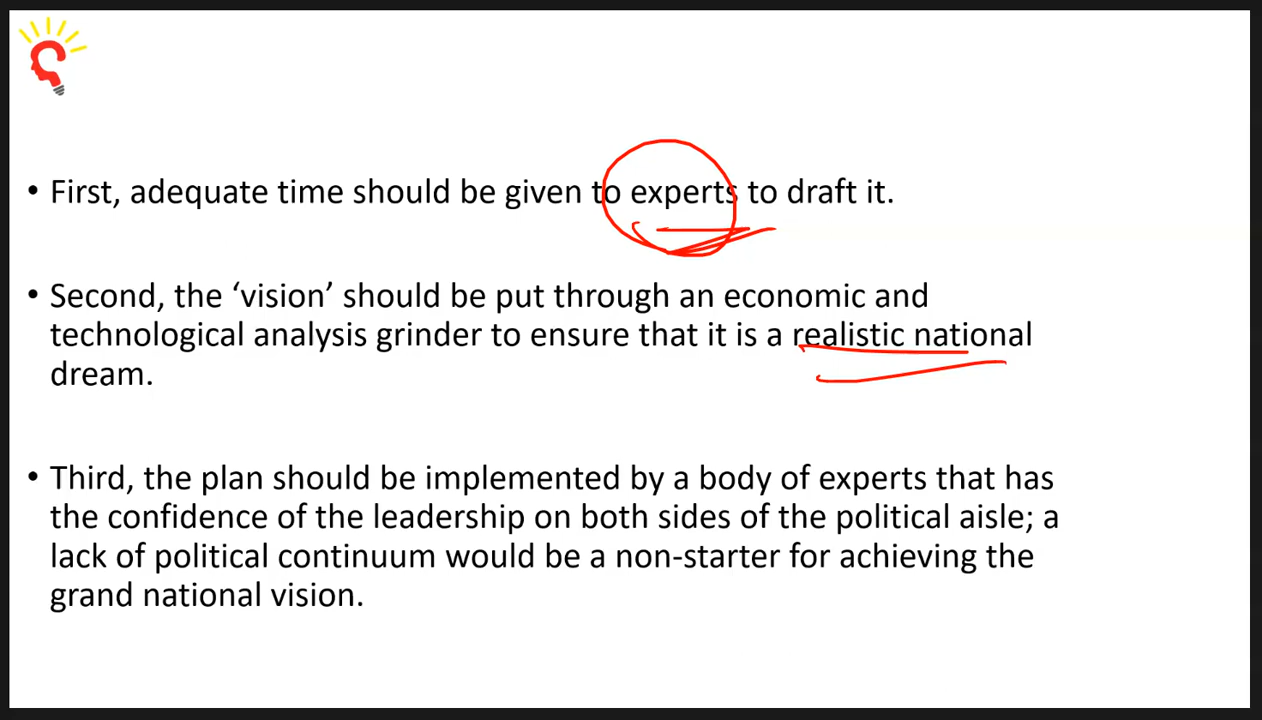 • First, adequate time should be given to experts to draft it.
• Second, the ‘vision’ should be put through an economic and
technological analysis grinder to ensure that it is a realistic national
dream.
• Third, the plan should be implemented by a body of experts that has
the confidence of the leadership on both sides of the political aisle; a
lack of political continuum would be a non-starter for achieving the
grand national vision.